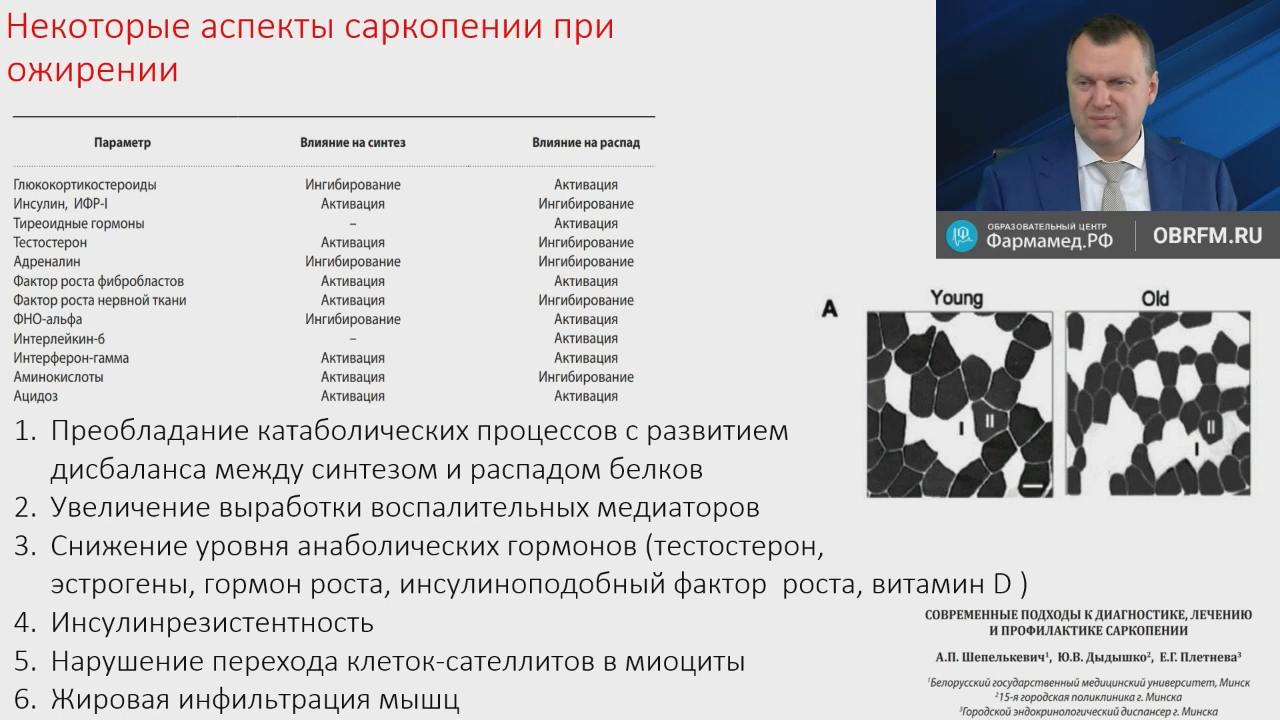 Некоторые аспекты саркопении при
ожирении
Параметр Влияние на синтез Влияние на распад
Глюкокортикостероиды Ингибирование Активация
Инсулин, ИФР-I Активация Ингибирование
Тиреоидные гормоны – Активация
Тестостерон Активация Ингибирование
Адреналин Ингибирование Ингибирование
Фактор роста фибробластов Активация Активация
Фактор роста нервной ткани Активация Ингибирование
ФНО-альфа Ингибирование Активация
Интерлейкин-6 – Активация
Интерферон-гамма Активация Активация
Аминокислоты Активация Ингибирование
Ацидоз Активация Активация
1. Преобладание катаболических процессов с развитием
дисбаланса между синтезом и распадом белков
2. Увеличение выработки воспалительных медиаторов
3. Снижение уровня анаболических гормонов (тестостерон,
эстрогены, гормон роста, инсулиноподобный фактор роста, витамин D )
4. Инсулинрезистентность
5. Нарушение перехода клеток-сателлитов в миоциты
6. Жировая инфильтрация мышц
ОБРАЗОВАТЕЛЬНЫЙ ЦЕНТР
Фармамед.РФ
OBRFM.RU
A
Young Old
I II
I II
СОВРЕМЕННЫЕ ПОДХОДЫ К ДИАГНОСТИКЕ, ЛЕЧЕНИЮ
И ПРОФИЛАКТИКЕ САРКОПЕНИИ
А.П. Шепелькевич¹, Ю.В. Дыдышко², Е.Г. Плетнева³
¹Белорусский государственный медицинский университет, Минск
²15-я городская поликлиника г. Минска
³Городской эндокринологический диспансер г. Минска